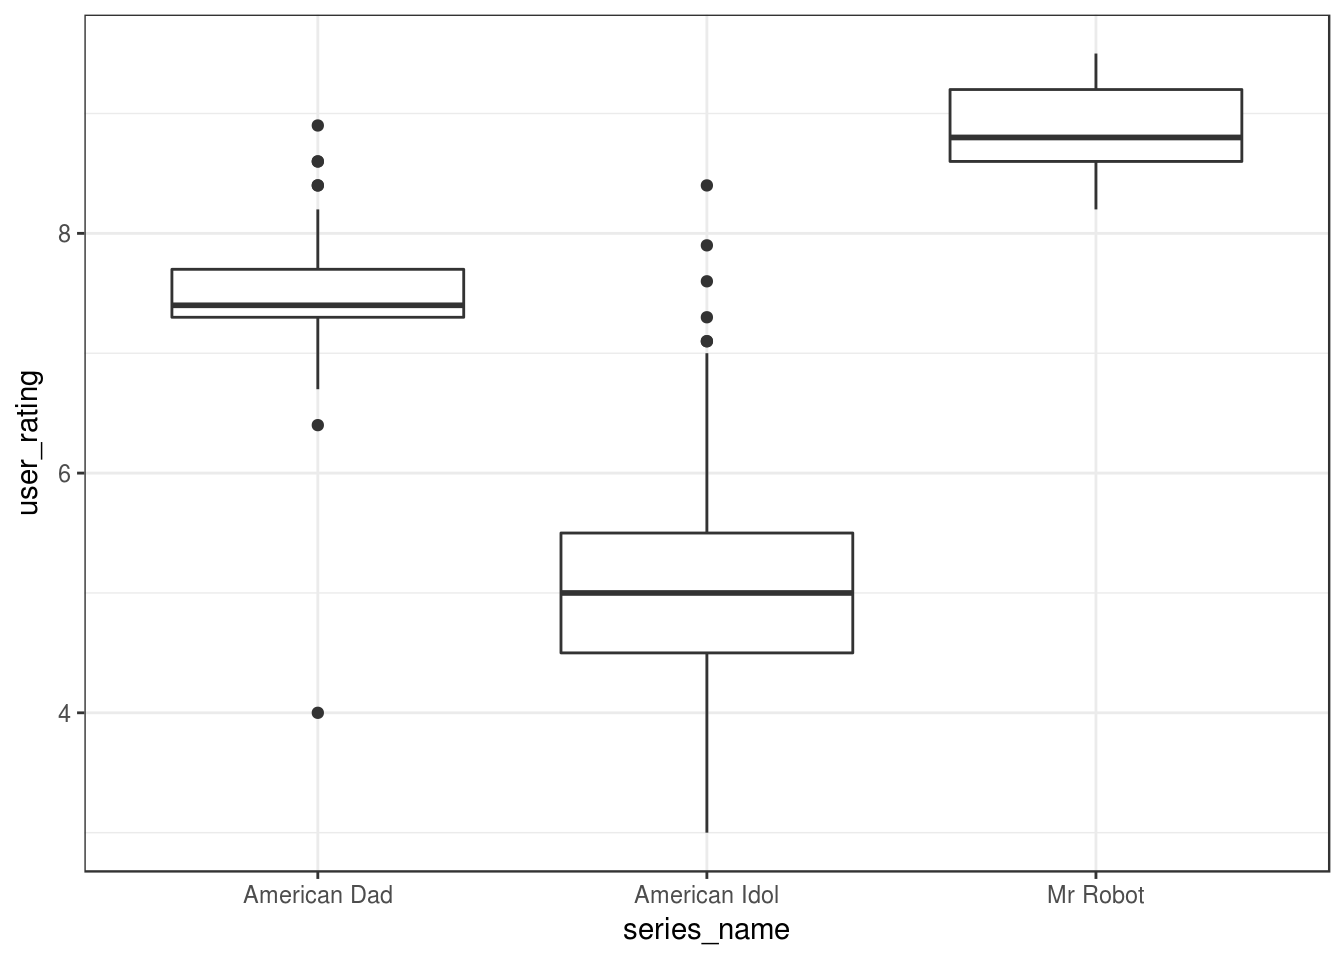 user_rating
8
6
4
American Dad
American Idol
Mr Robot
series_name